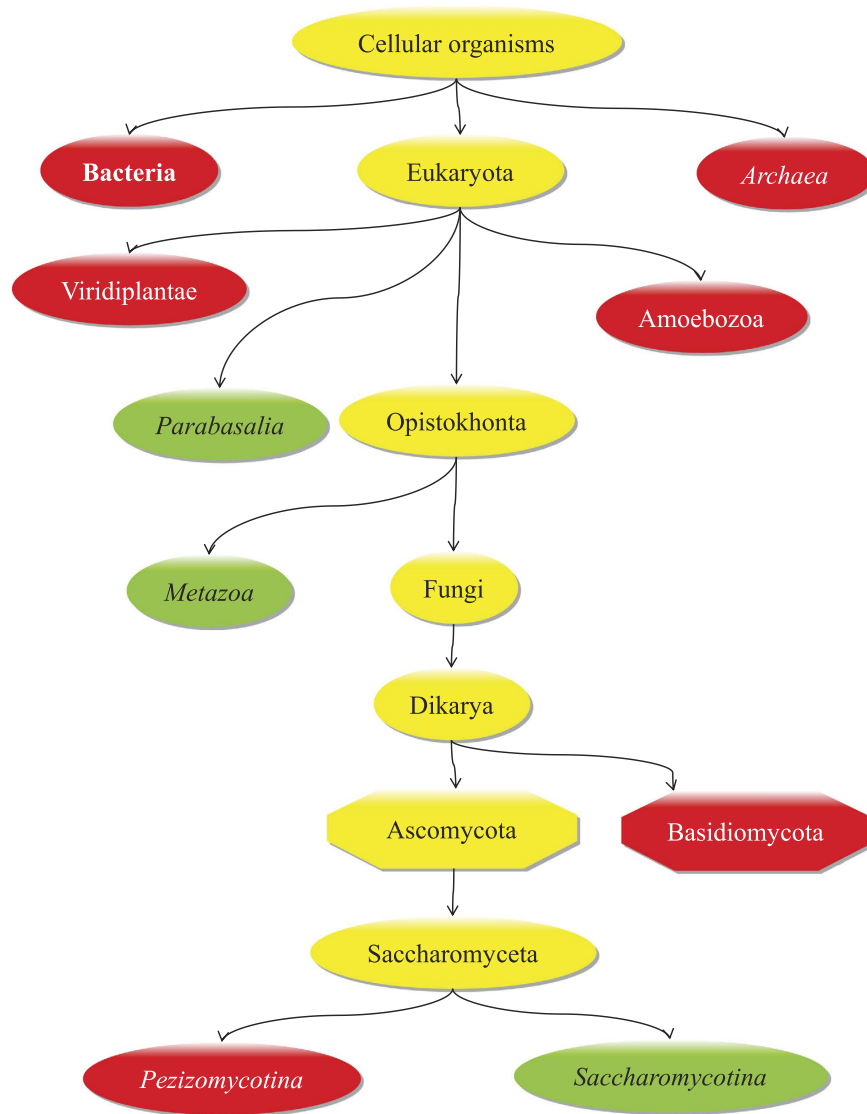 Cellular organisms
Bacteria
Eukaryota
Archaea
Viridiplantae
Amoebozoa
Parabasalia
Opistokhonta
Metazoa
Fungi
Dikarya
Ascomycota
Basidiomycota
Saccharomyceta
Pezizomycotina
Saccharomycotina